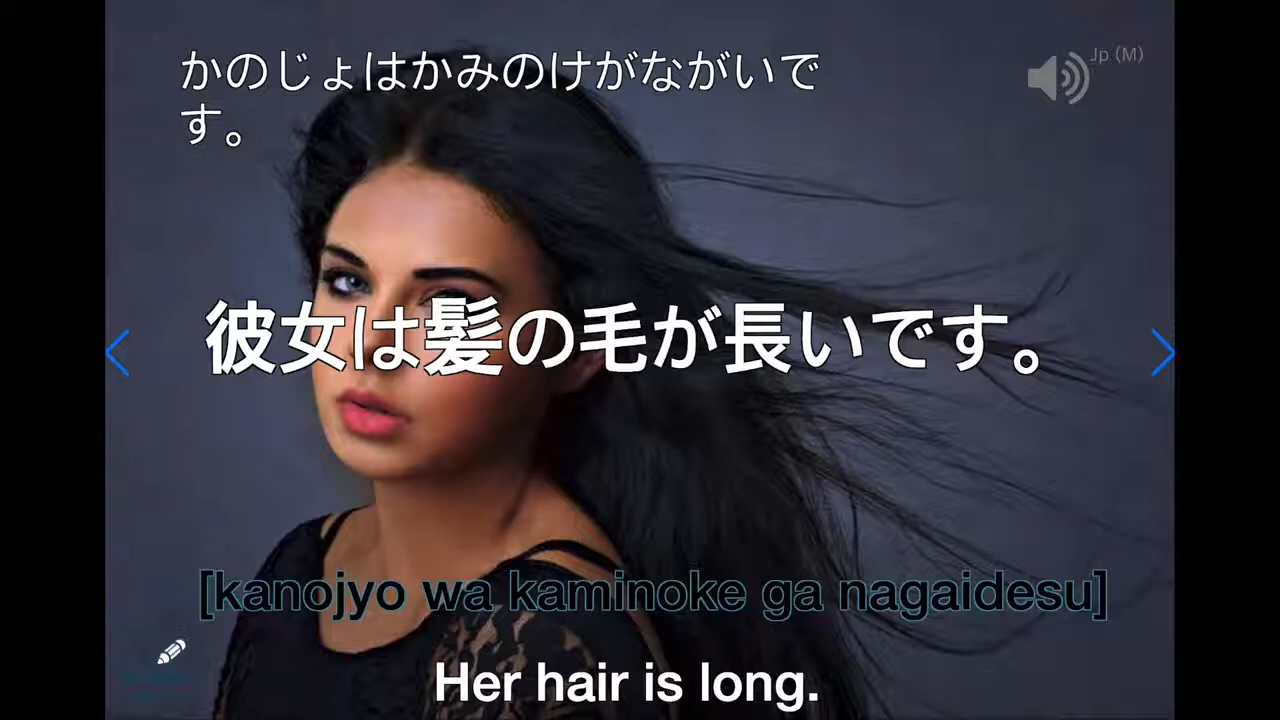 かのじょはかみのけがながいで
す。
Jp (M)
彼女は髪の毛が長いです。
[kanojyo wa kaminoke ga nagaidesu]
Her hair is long.